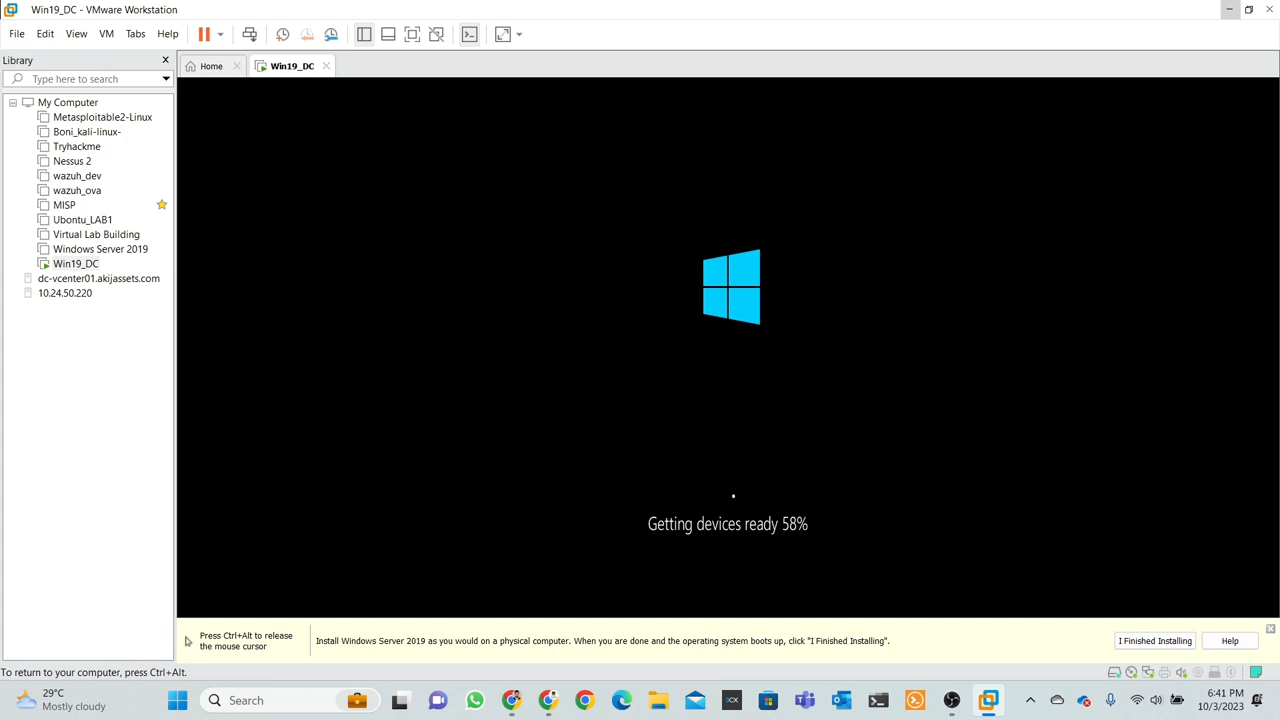 Win19_DC - VMware Workstation
File Edit View VM Tabs Help
Library
Type here to search
Home
Win19_DC
My Computer
Metasploitable2-Linux
Boni_kali-linux-
Tryhackme
Nessus 2
wazuh_dev
wazuh_ova
MISP
Ubontu_LAB1
Virtual Lab Building
Windows Server 2019
Win19_DC
dc-vcenter01.akijassets.com
10.24.50.220
Getting devices ready 58%
Press Ctrl+Alt to release
the mouse cursor
Install Windows Server 2019 as you would on a physical computer. When you are done and the operating system boots up, click "I Finished Installing".
I Finished Installing
Help
To return to your computer, press Ctrl+Alt.
29°C
Mostly cloudy
Search
6:41 PM
10/3/2023